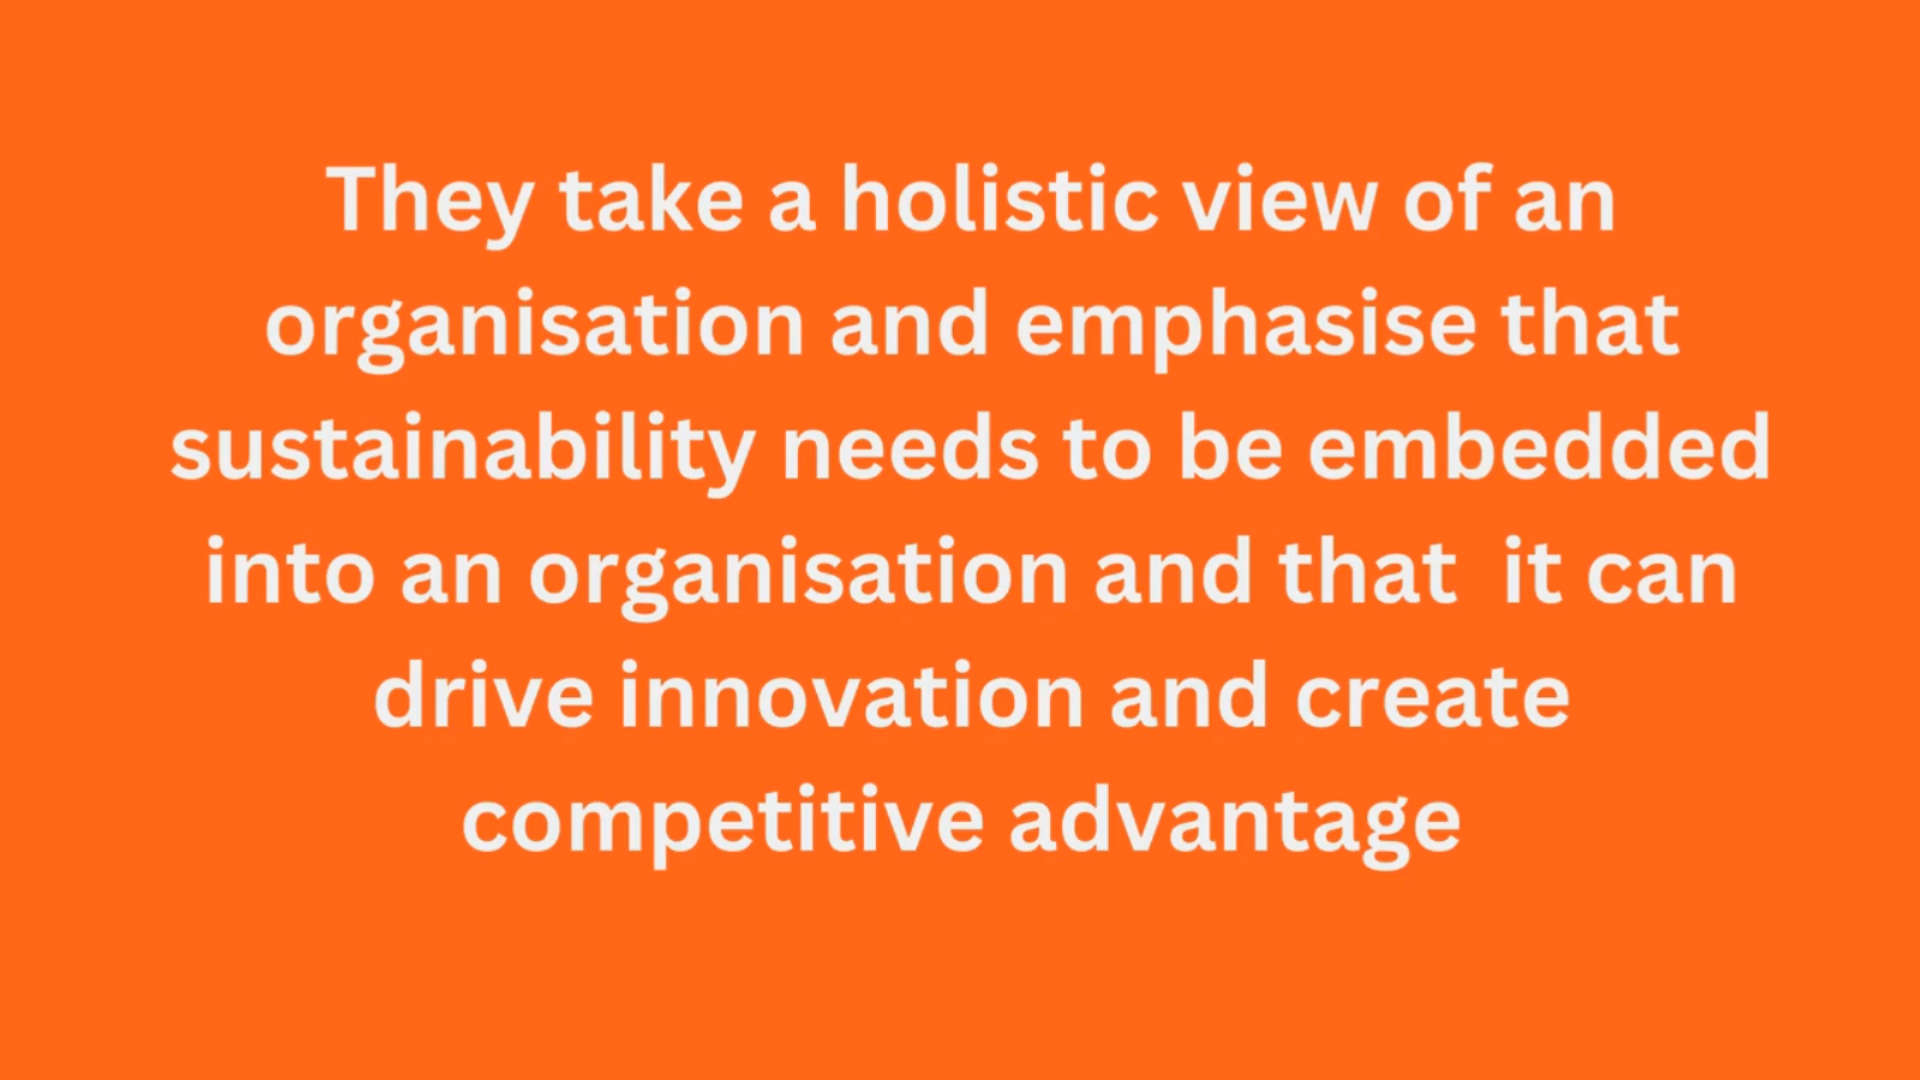 They take a holistic view of an
organisation and emphasise that
sustainability needs to be embedded
into an organisation and that  it can
drive innovation and create
competitive advantage